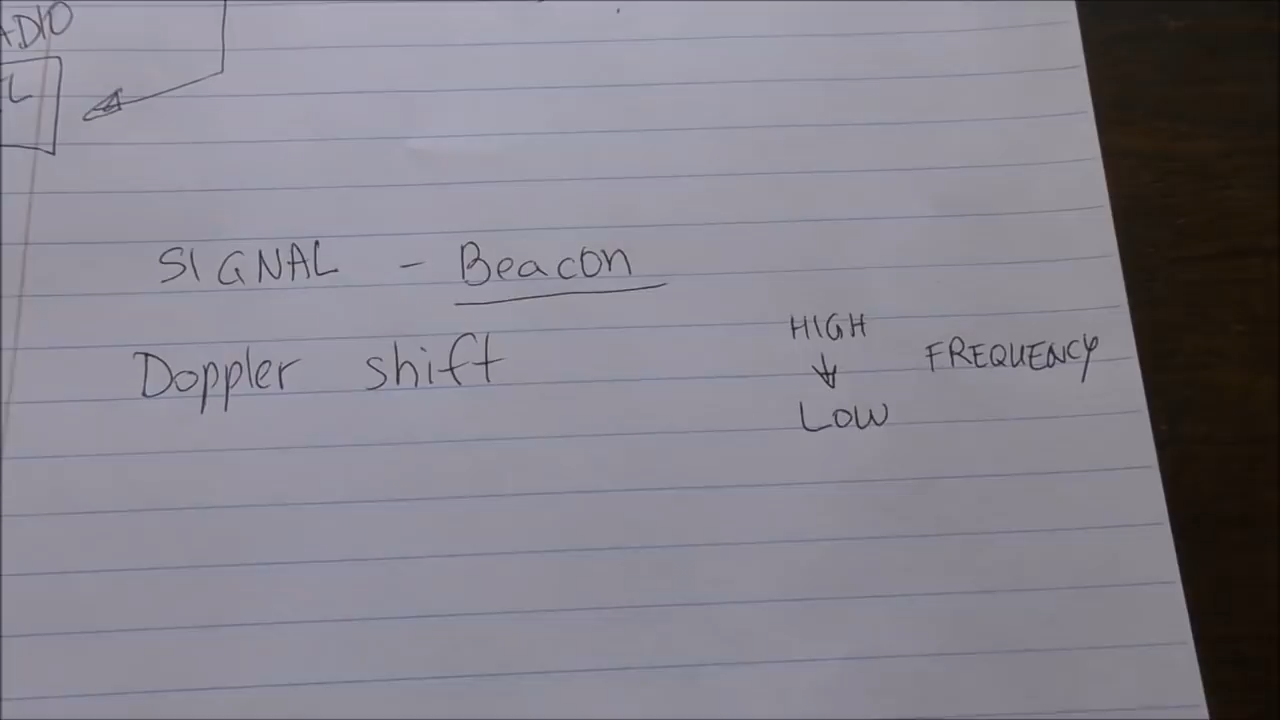 SIGNAL - Beacon
Doppler shift
HIGH
LOW
FREQUENCY